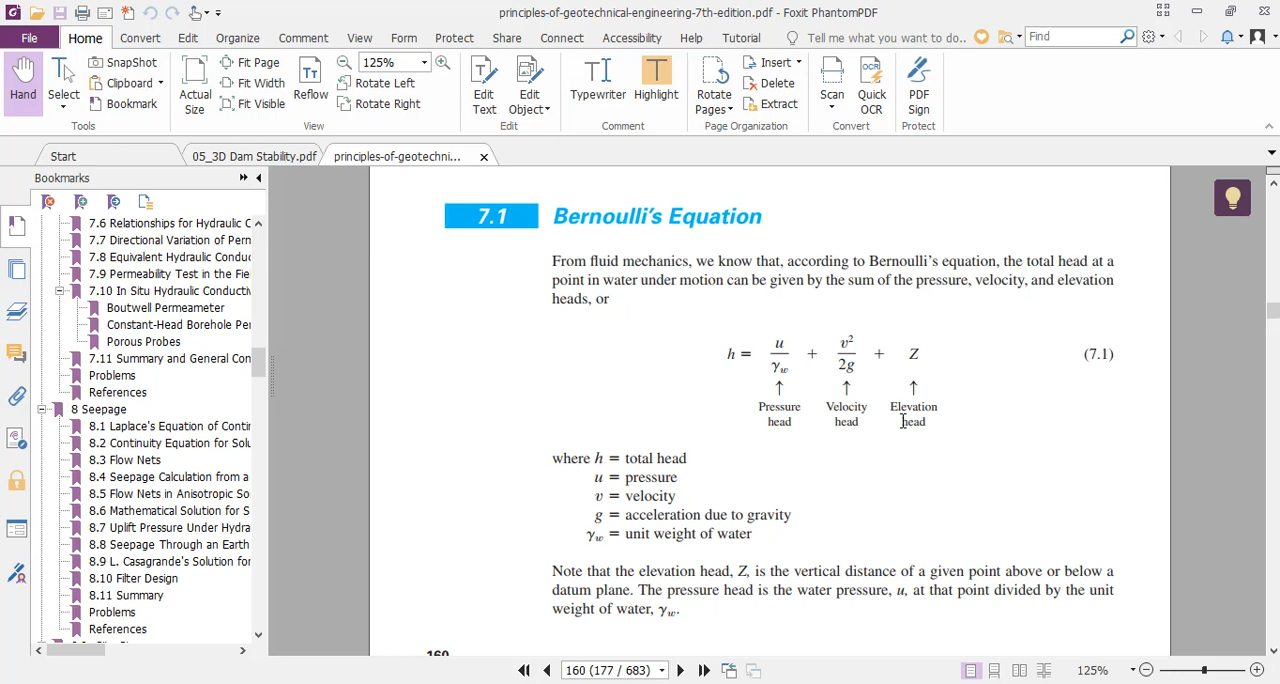 principles-of-geotechnical-engineering-7th-edition.pdf - Foxit PhantomPDF
File Home Convert Edit Organize Comment View Form Protect Share Connect Accessibility Help Tutorial Tell me what you want to do.. Find
Hand
Select
SnapShot
Clipboard
Bookmark
Tools
Actual
Size
Fit Page
Fit Width
Fit Visible
Reflow
125%
Rotate Left
Rotate Right
View
Edit
Text
Edit
Object
Edit
Typewriter
Highlight
Comment
Rotate
Pages
Insert
Delete
Extract
Page Organization
Scan
Quick
OCR
Convert
PDF
Sign
Protect
Start 05_3D Dam Stability.pdf principles-of-geotechni...
Bookmarks
7.6 Relationships for Hydraulic C
7.7 Directional Variation of Perm
7.8 Equivalent Hydraulic Conduc
7.9 Permeability Test in the Fie
7.10 In Situ Hydraulic Conductiv
Boutwell Permeameter
Constant-Head Borehole Per
Porous Probes
7.11 Summary and General Con
Problems
References
8 Seepage
8.1 Laplace's Equation of Contin
8.2 Continuity Equation for Solu
8.3 Flow Nets
8.4 Seepage Calculation from a
8.5 Flow Nets in Anisotropic So
8.6 Mathematical Solution for S
8.7 Uplift Pressure Under Hydra
8.8 Seepage Through an Earth
8.9 L. Casagrande's Solution for
8.10 Filter Design
8.11 Summary
Problems
References
7.1 Bernoulli's Equation
From fluid mechanics, we know that, according to Bernoulli's equation, the total head at a
point in water under motion can be given by the sum of the pressure, velocity, and elevation
heads, or
h = u/γw + v²/2g + Z (7.1)
↑ ↑ ↑
Pressure Velocity Elevation
head head head
where h = total head
u = pressure
v = velocity
g = acceleration due to gravity
γw = unit weight of water
Note that the elevation head, Z, is the vertical distance of a given point above or below a
datum plane. The pressure head is the water pressure, u, at that point divided by the unit
weight of water, γw.
160
160 (177 / 683) 125%